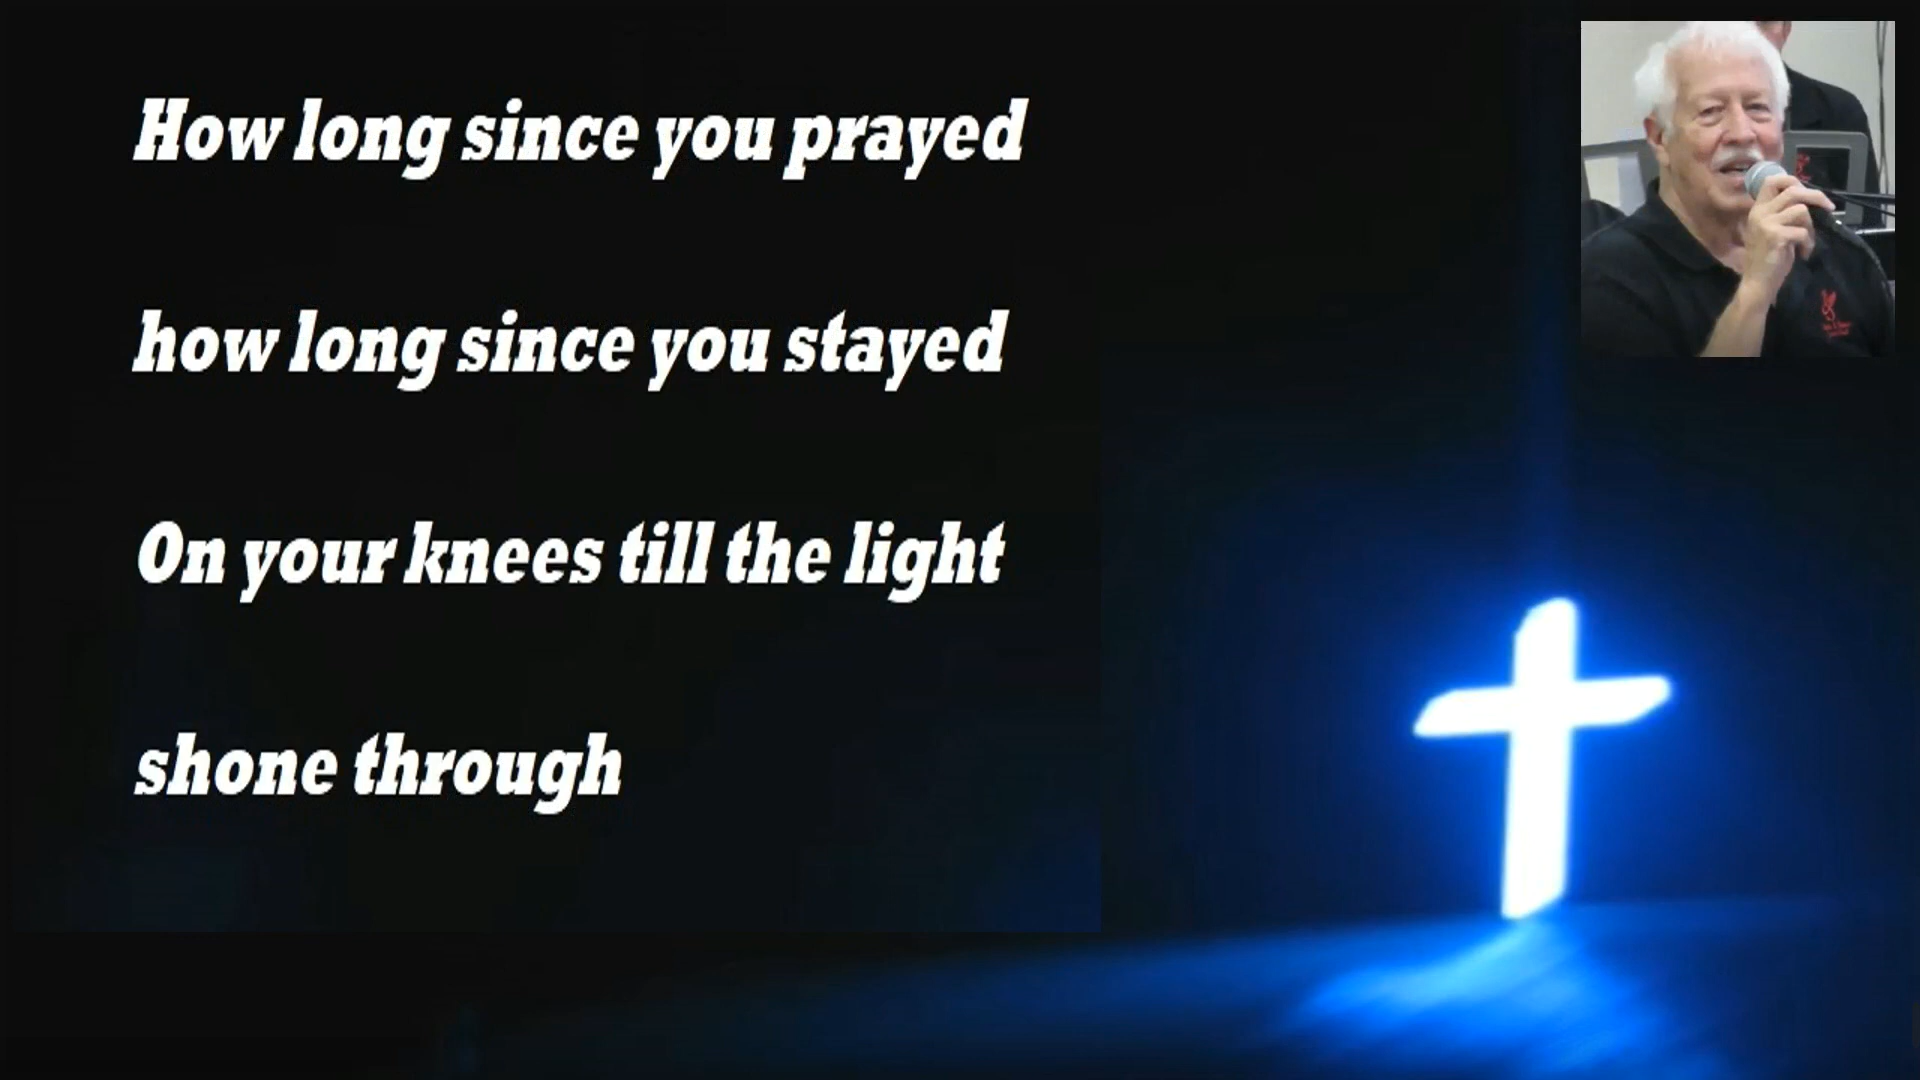 How long since you prayed
how long since you stayed
On your knees till the light
shone through